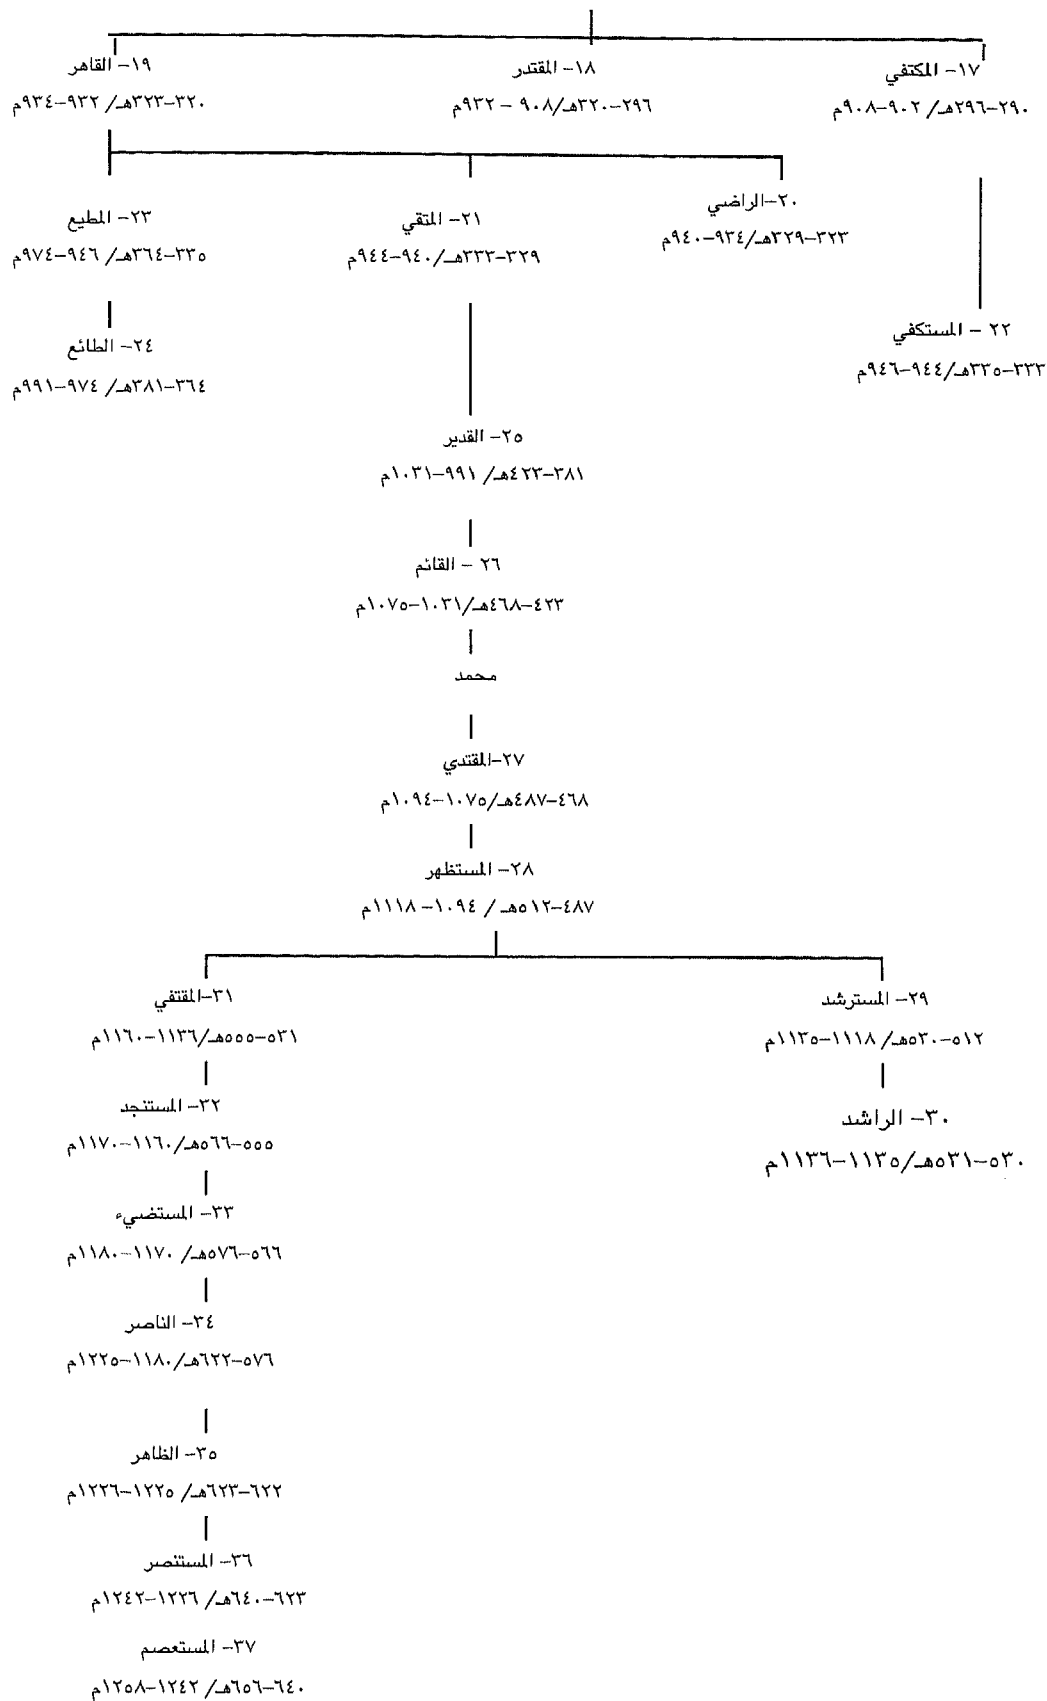 ١٧- المكتفي
٢٩٠-٢٩٦هـ/ ٩٠٢-٩٠٨م
١٨- المقتدر
٢٩٦-٣٢٠هـ/٩٠٨ - ٩٣٢م
١٩- القاهر
٣٢٠-٣٢٣هـ/ ٩٣٢-٩٣٤م
٢٠-الراضي
٣٢٣-٣٢٩هـ/٩٣٤-٩٤٠م
٢١- المتقي
٣٢٩-٣٣٣هـ/٩٤٠-٩٤٤م
٢٣- المطيع
٣٣٥-٣٦٤هـ/ ٩٤٦-٩٧٤م
٢٢ - المستكفي
٣٣٣-٣٣٥هـ/٩٤٤-٩٤٦م
٢٤- الطائع
٣٦٤-٣٨١هـ/ ٩٧٤-٩٩١م
٢٥- القدير
٣٨١-٤٢٣هـ/ ٩٩١-١٠٣١م
٢٦ - القائم
٤٢٣-٤٦٨هـ/١٠٣١-١٠٧٥م
محمد
٢٧-المقتدي
٤٦٨-٤٨٧هـ/١٠٧٥-١٠٩٤م
٢٨- المستظهر
٤٨٧-٥١٢هـ / ١٠٩٤-١١١٨م
٢٩- المسترشد
٥١٢-٥٣٠هـ/ ١١١٨-١١٣٥م
٣٠- الراشد
٥٣٠-٥٣١هـ/١١٣٥-١١٣٦م
٣١-المقتفي
٥٣١-٥٥٥هـ/١١٣٦-١١٦٠م
٣٢- المستنجد
٥٥٥-٥٦٦هـ/١١٦٠-١١٧٠م
٣٣- المستضيء
٥٦٦-٥٧٦هـ/ ١١٧٠-١١٨٠م
٣٤- الناصر
٥٧٦-٦٢٢هـ/١١٨٠-١٢٢٥م
٣٥- الظاهر
٦٢٢-٦٢٣هـ/ ١٢٢٥-١٢٢٦م
٣٦- المستنصر
٦٢٣-٦٤٠هـ/ ١٢٢٦-١٢٤٢م
٣٧- المستعصم
٦٤٠-٦٥٦هـ/ ١٢٤٢-١٢٥٨م